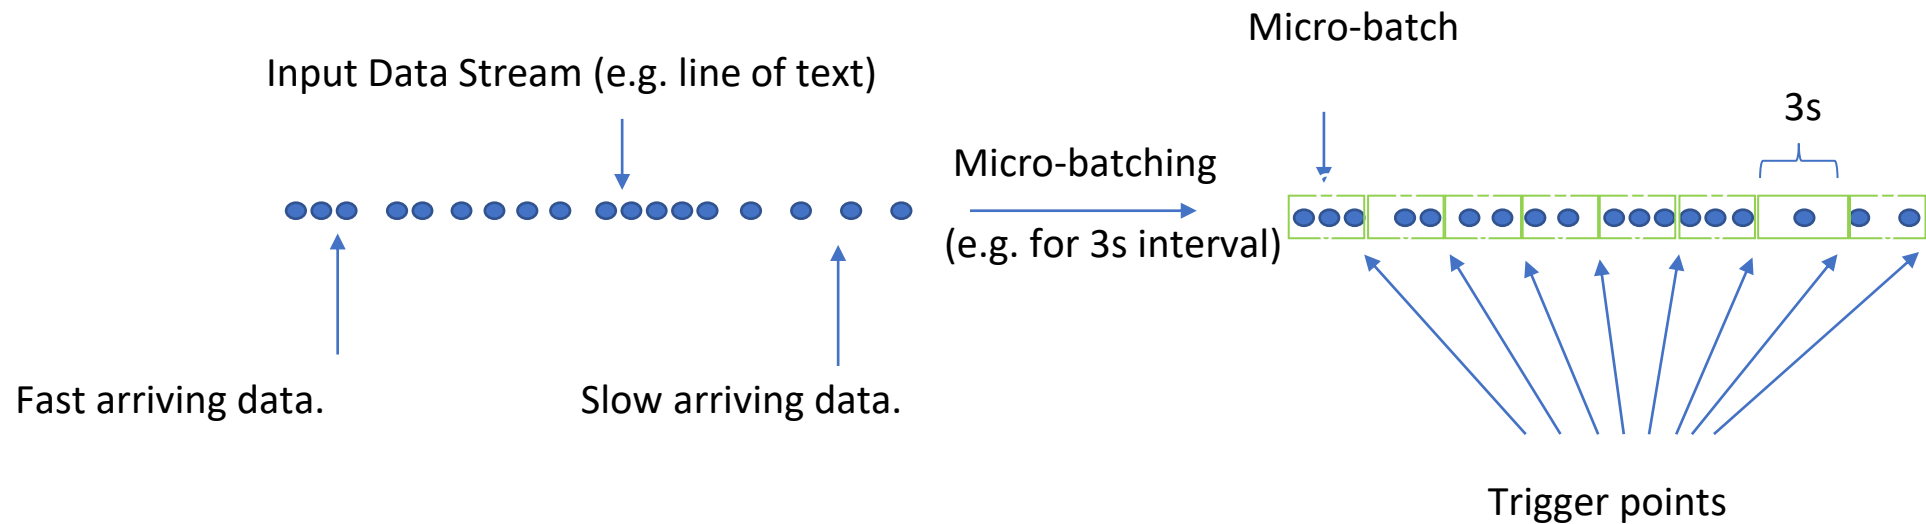 Micro-batch
Input Data Stream (e.g. line of text)
3s
Micro-batching
(e.g. for 3s interval)
Fast arriving data.
Slow arriving data.
Trigger points